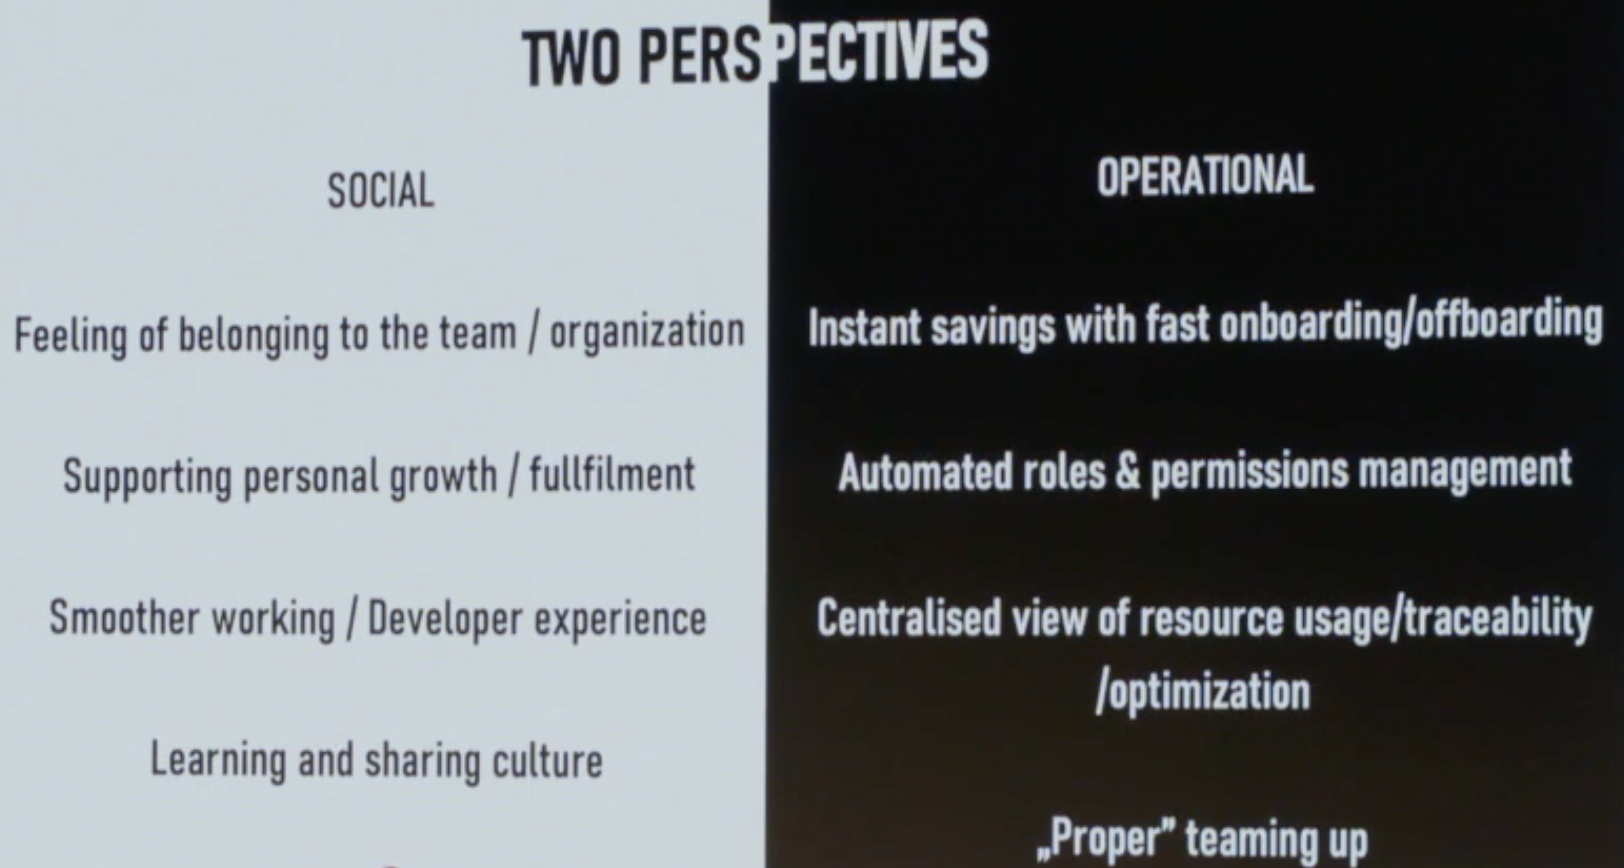 TWO PERSPECTIVES
SOCIAL
Feeling of belonging to the team / organization
Supporting personal growth / fullfilment
Smoother working / Developer experience
Learning and sharing culture
OPERATIONAL
Instant savings with fast onboarding/offboarding
Automated roles & permissions management
Centralised view of resource usage/traceability
/optimization
„Proper” teaming up